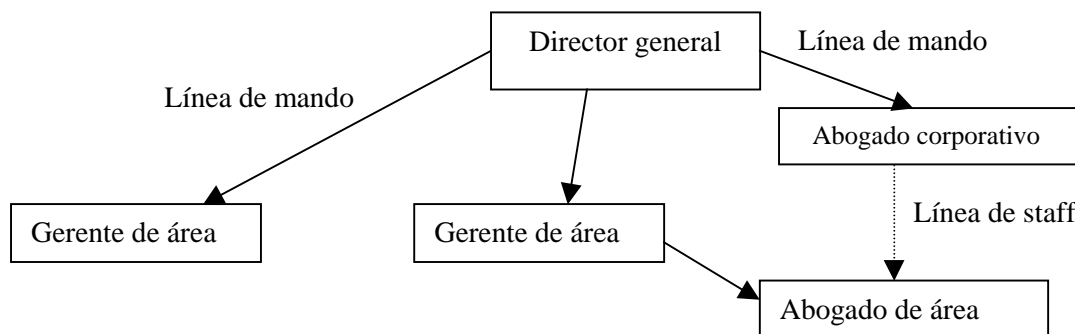 Director general
Línea de mando
Línea de mando
Abogado corporativo
Gerente de área
Gerente de área
Línea de staff
Abogado de área